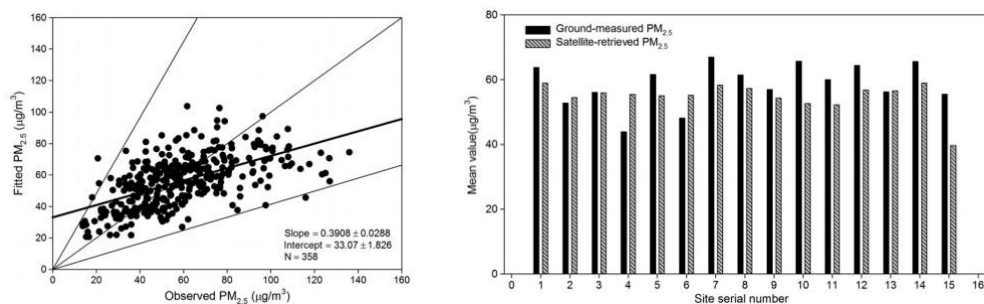 160
140
120
100
80
60
40
20
0
Fitted PM2.5 (μg/m³)
Slope = 0.3908 ± 0.0288
Intercept = 33.07 ± 1.826
N = 358
0 20 40 60 80 100 120 140 160
Observed PM2.5 (μg/m³)
80
60
40
20
0
Mean value(μg/m³)
Ground-measured PM2.5
Satellite-retrieved PM2.5
0 1 2 3 4 5 6 7 8 9 10 11 12 13 14 15 16
Site serial number